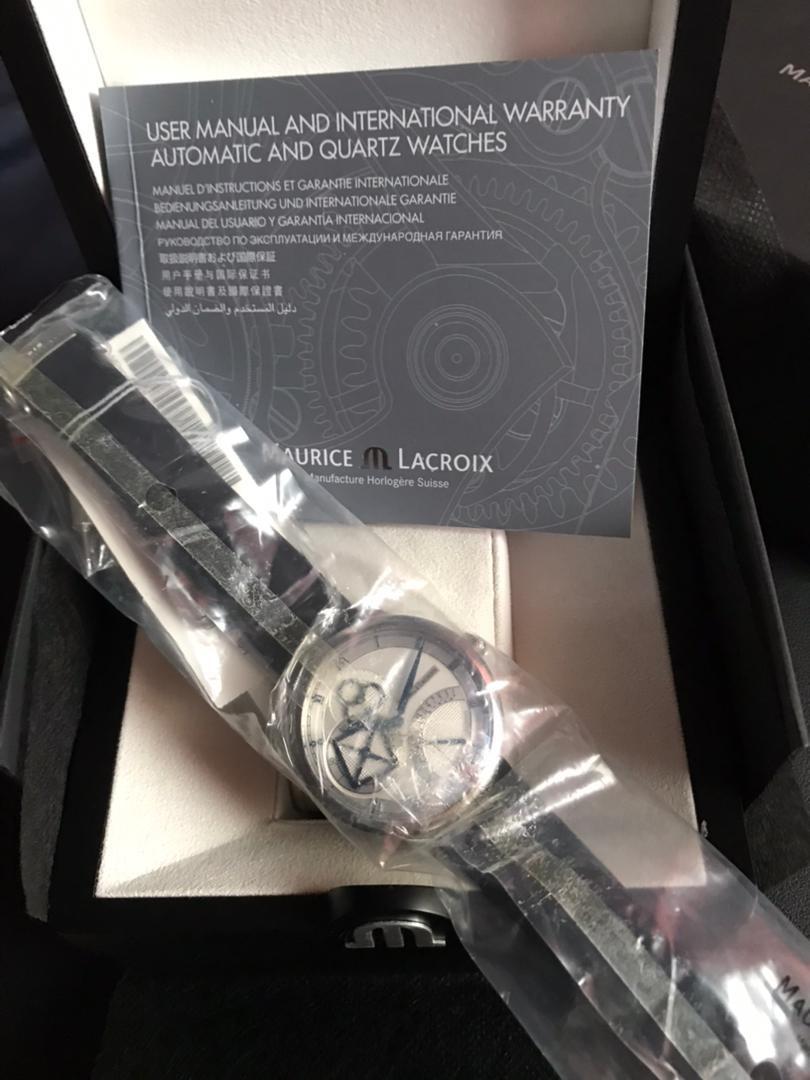 USER MANUAL AND INTERNATIONAL WARRANTY
AUTOMATIC AND QUARTZ WATCHES
MANUEL D'INSTRUCTIONS ET GARANTIE INTERNATIONALE
BEDIENUNGSANLEITUNG UND INTERNATIONALE GARANTIE
MANUAL DEL USUARIO Y GARANTÍA INTERNACIONAL
РУКОВОДСТВО ПО ЭКСПЛУАТАЦИИ И МЕЖДУНАРОДНАЯ ГАРАНТИЯ
取扱説明書および国際保証
用户手册与国际保证书
使用說明書及國際保證書
دليل المستخدم والضمان الدولي
MAURICE LACROIX
Manufacture Horlogère Suisse